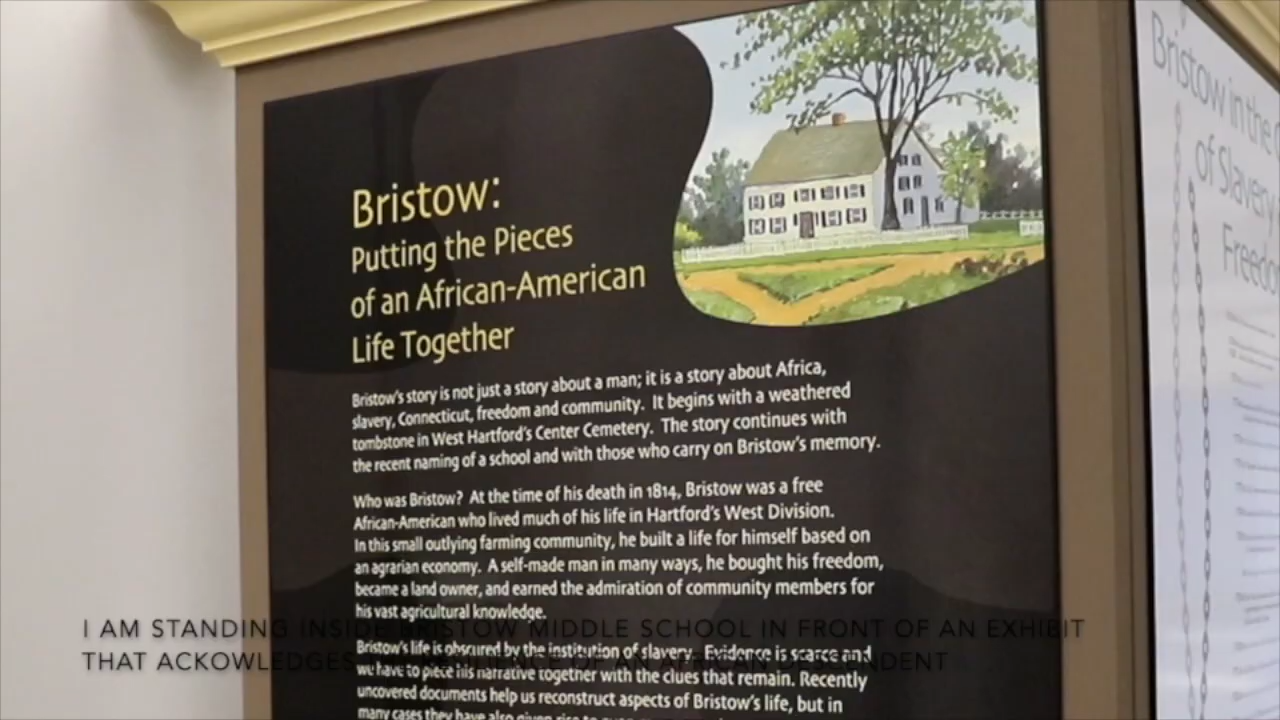 Bristow:
Putting the Pieces
of an African-American
Life Together
Bristow's story is not just a story about a man; it is a story about Africa,
slavery, Connecticut, freedom and community. It begins with a weathered
tombstone in West Hartford's Center Cemetery. The story continues with
the recent naming of a school and with those who carry on Bristow's memory.
Who was Bristow? At the time of his death in 1814, Bristow was a free
African-American who lived much of his life in Hartford's West Division.
In this small outlying farming community, he built a life for himself based on
an agrarian economy. A self-made man in many ways, he bought his freedom,
became a land owner, and earned the admiration of community members for
his vast agricultural knowledge.
Bristow's life is obscured by the institution of slavery. Evidence is scarce and
we have to piece his narrative together with the clues that remain. Recently
uncovered documents help us reconstruct aspects of Bristow's life, but in
many cases they have also given rise to
I AM STANDING INSIDE BRISTOW MIDDLE SCHOOL IN FRONT OF AN EXHIBIT
THAT ACKOWLEDGES OF AN AFRICAN DESCENDENT
Bristow in the
of Slavery